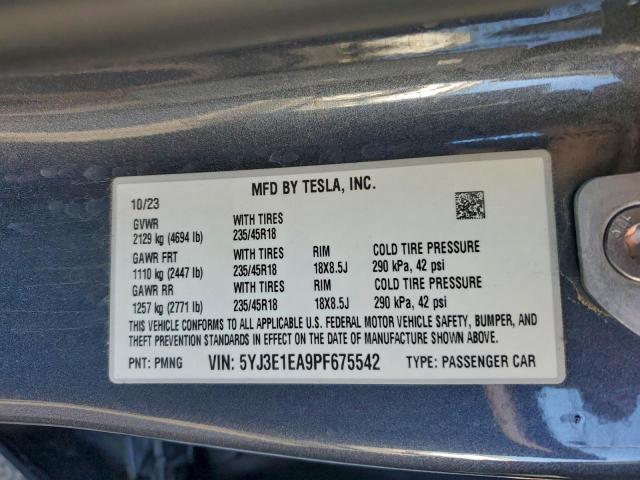 MFD BY TESLA, INC.
10/23
GVWR WITH TIRES
2129 kg (4694 lb) 235/45R18
GAWR FRT WITH TIRES RIM COLD TIRE PRESSURE
1110 kg (2447 lb) 235/45R18 18X8.5J 290 kPa, 42 psi
GAWR RR WITH TIRES RIM COLD TIRE PRESSURE
1257 kg (2771 lb) 235/45R18 18X8.5J 290 kPa, 42 psi
THIS VEHICLE CONFORMS TO ALL APPLICABLE U.S. FEDERAL MOTOR VEHICLE SAFETY, BUMPER, AND
THEFT PREVENTION STANDARDS IN EFFECT ON THE DATE OF MANUFACTURE SHOWN ABOVE.
PNT: PMNG VIN: 5YJ3E1EA9PF675542 TYPE: PASSENGER CAR